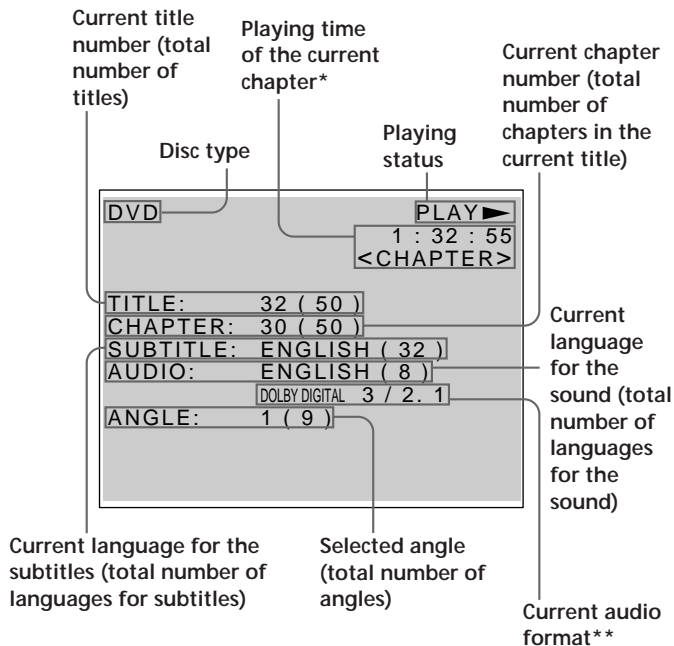 Current title
number (total
number of
titles)
Playing time
of the current
chapter*
Current chapter
number (total
number of
chapters in the
current title)
Disc type
Playing
status
DVD
PLAY►
1 : 32 : 55
<CHAPTER>
TITLE: 32 ( 50 )
CHAPTER: 30 ( 50 )
SUBTITLE: ENGLISH ( 32 )
AUDIO: ENGLISH ( 8 )
DOLBY DIGITAL 3 / 2. 1
ANGLE: 1 ( 9 )
Current
language
for the
sound (total
number of
languages
for the
sound)
Current language for the
subtitles (total number of
languages for subtitles)
Selected angle
(total number of
angles)
Current audio
format**